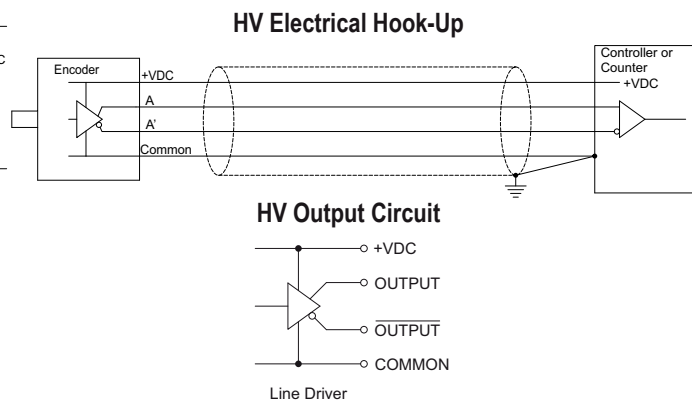 HV Electrical Hook-Up
C
Encoder
+VDC
A
A'
Common
Controller or
Counter
+VDC
HV Output Circuit
+VDC
OUTPUT
OUTPUT
COMMON
Line Driver